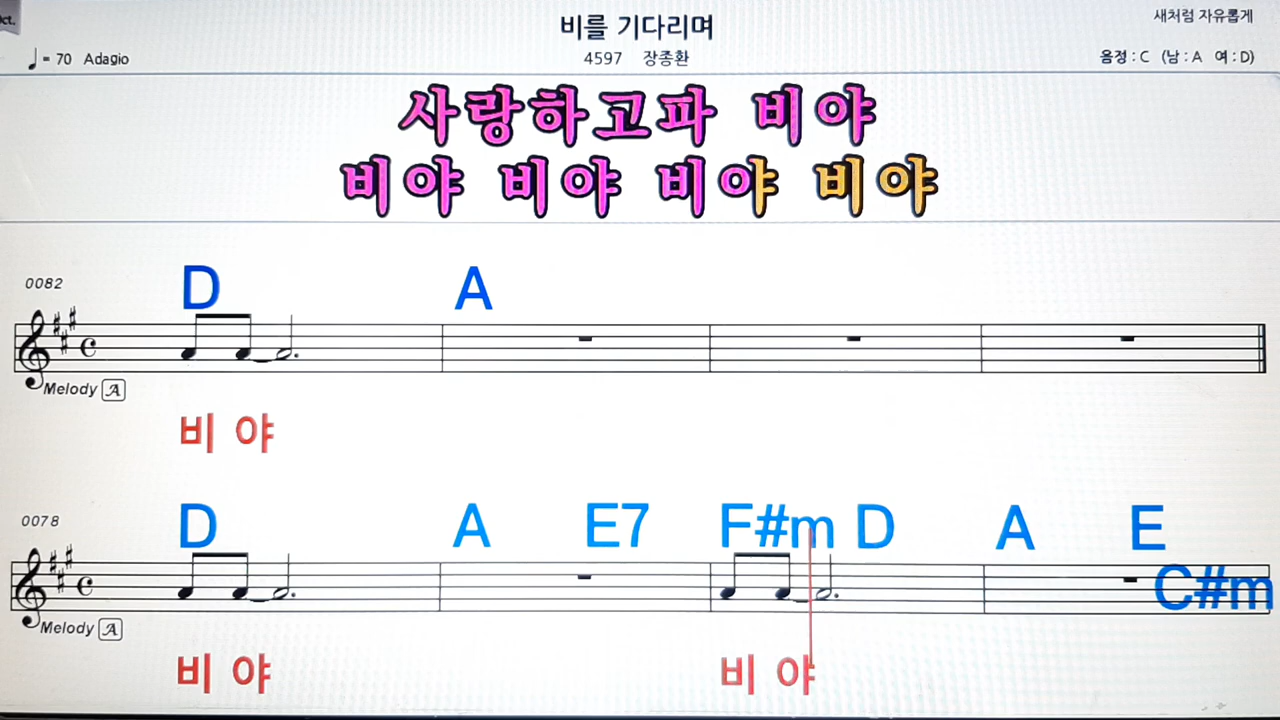 ct.
비를 기다리며
새처럼 자유롭게
= 70 Adagio
4597 장종환
음정 : C (남 : A 여 : D)
사랑하고파 비야
비야 비야 비야 비야
0082
D A
Melody A
비 야
0078
D A E7 F#m D A E
C#m
Melody A
비 야 비 야